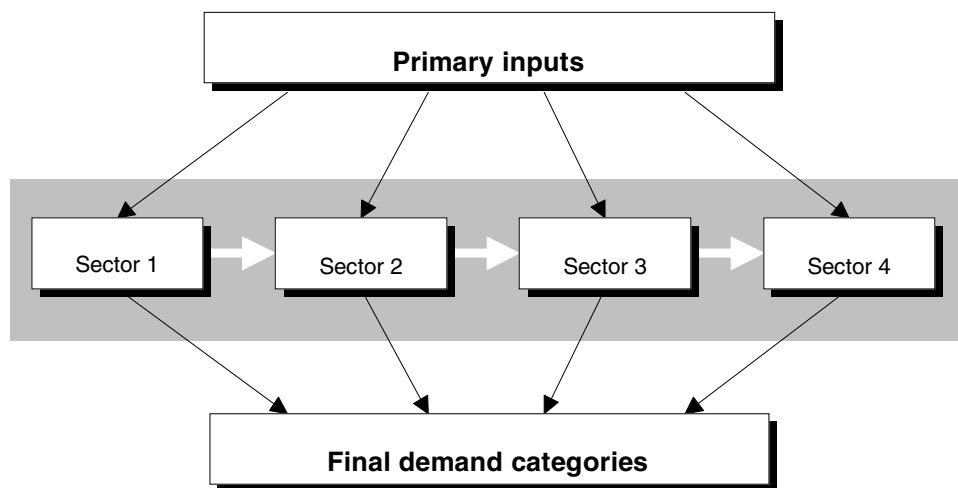 Primary inputs
Sector 1
Sector 2
Sector 3
Sector 4
Final demand categories